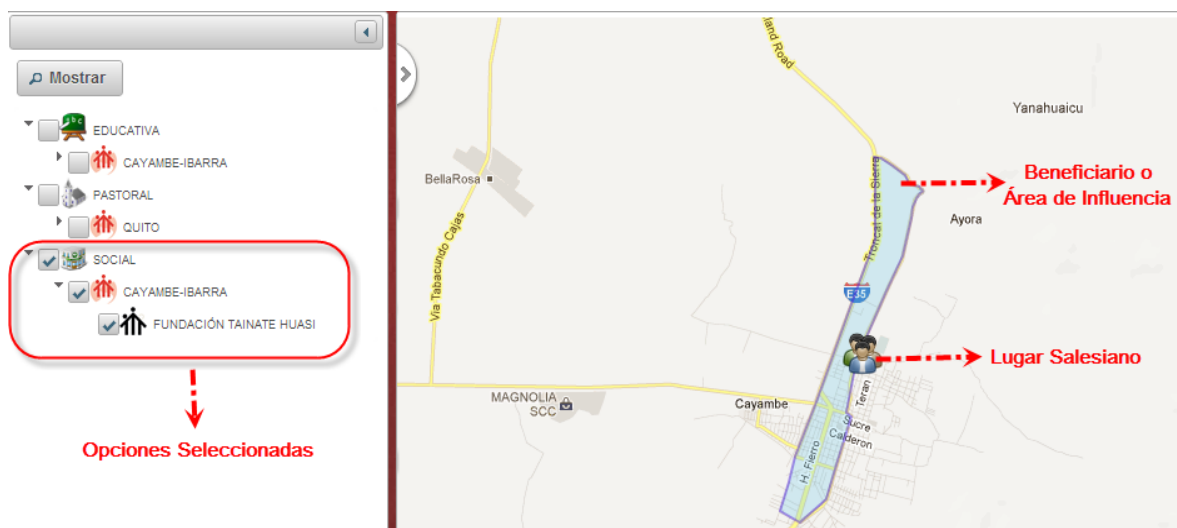 Mostrar
EDUCATIVA
CAYAMBE-IBARRA
PASTORAL
QUITO
SOCIAL
CAYAMBE-IBARRA
FUNDACIÓN TAINATE HUASI
Opciones Seleccionadas
land Road
Yanahuaicu
BellaRosa
Troncal de la Sierra
Beneficiario o
Área de Influencia
Ayora
Via Tabacundo Cajas
E35
Lugar Salesiano
MAGNOLIA
SCC
Cayambe
Teran
Sucre
Calderon
H. Fierro